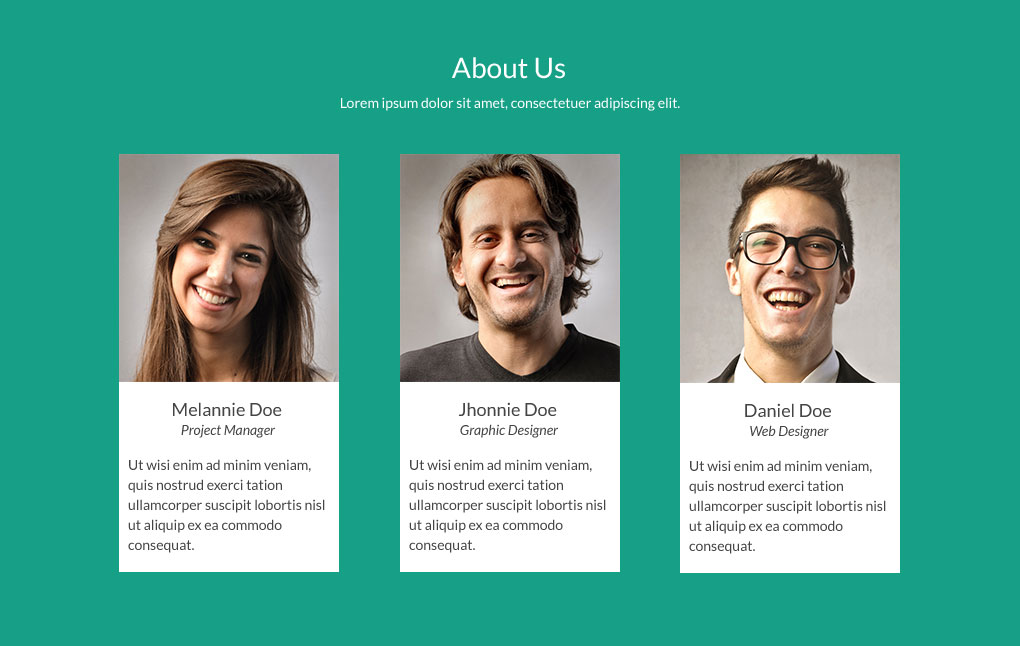 About Us
Lorem ipsum dolor sit amet, consectetuer adipiscing elit.
Melannie Doe
Project Manager
Ut wisi enim ad minim veniam,
quis nostrud exerci tation
ullamcorper suscipit lobortis nisl
ut aliquip ex ea commodo
consequat.
Jhonnie Doe
Graphic Designer
Ut wisi enim ad minim veniam,
quis nostrud exerci tation
ullamcorper suscipit lobortis nisl
ut aliquip ex ea commodo
consequat.
Daniel Doe
Web Designer
Ut wisi enim ad minim veniam,
quis nostrud exerci tation
ullamcorper suscipit lobortis nisl
ut aliquip ex ea commodo
consequat.